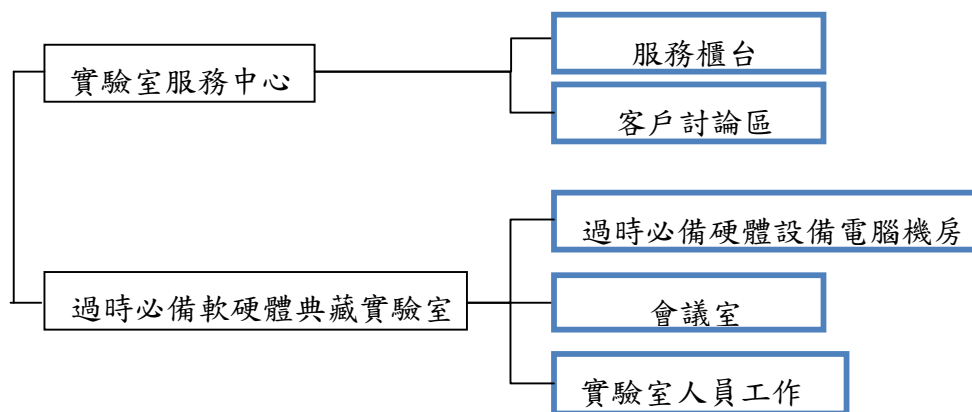 服務櫃台
實驗室服務中心
客戶討論區
過時必備硬體設備電腦機房
過時必備軟硬體典藏實驗室
會議室
實驗室人員工作